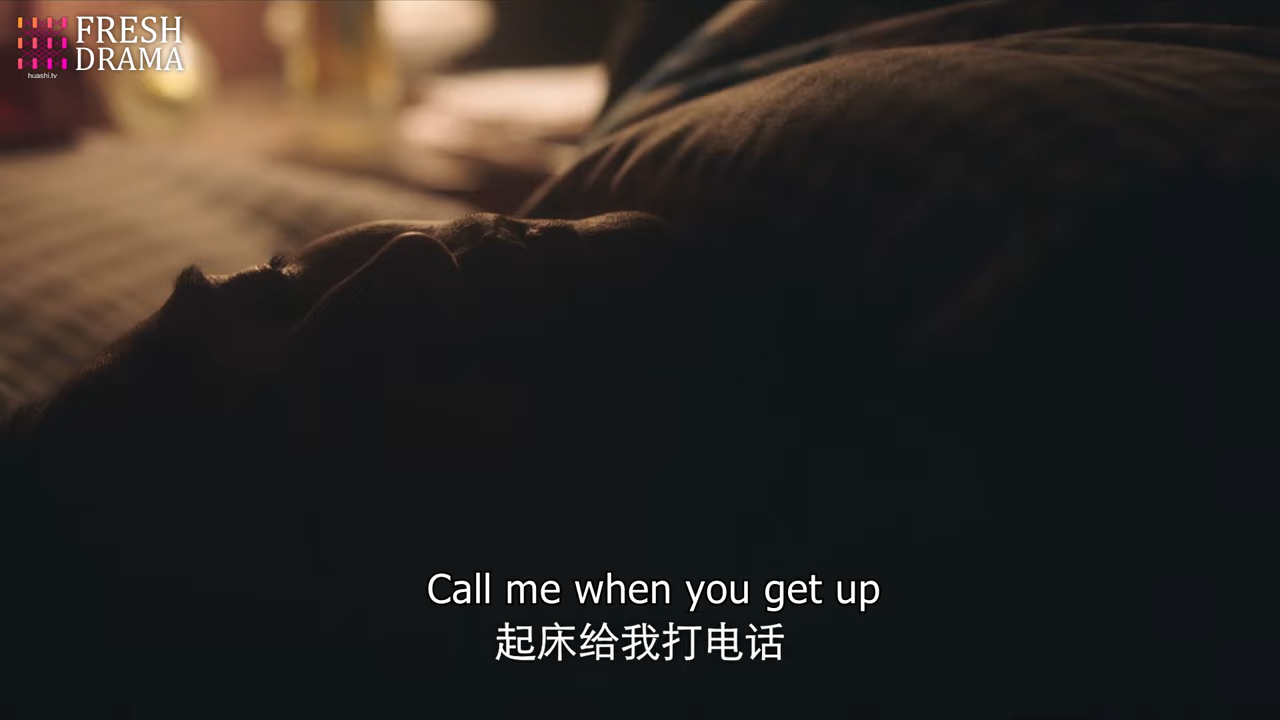 FRESH
DRAMA
huashi.tv
Call me when you get up
起床给我打电话